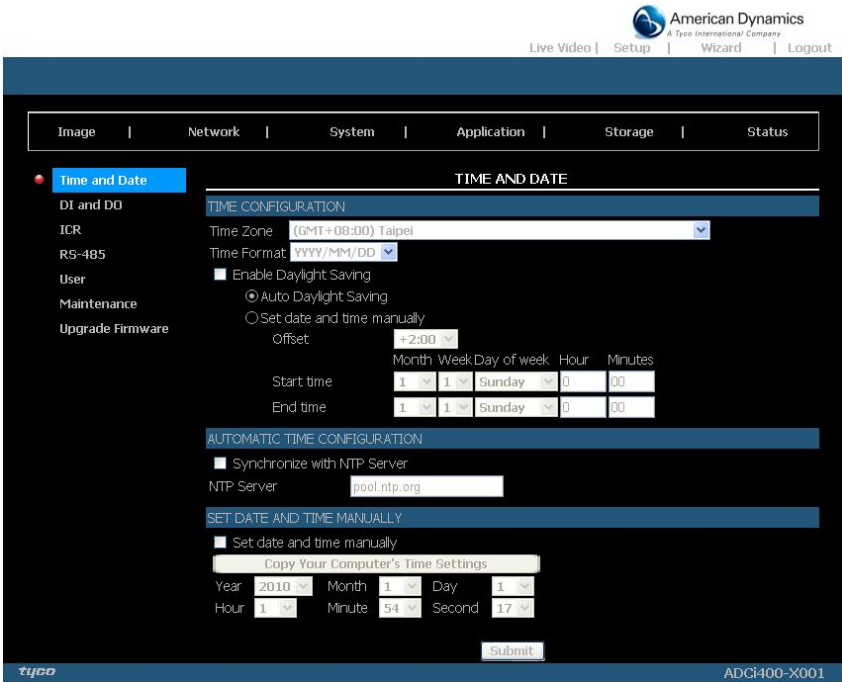 American Dynamics
A Tyco International Company
Live Video | Setup | Wizard | Logout
Image | Network | System | Application | Storage | Status
Time and Date
DI and DO
ICR
RS-485
User
Maintenance
Upgrade Firmware
TIME AND DATE
TIME CONFIGURATION
Time Zone (GMT+08:00) Taipei
Time Format YYYY/MM/DD
Enable Daylight Saving
Auto Daylight Saving
Set date and time manually
Offset +2:00
Month Week Day of week Hour Minutes
Start time 1 1 Sunday 0 00
End time 1 1 Sunday 0 00
AUTOMATIC TIME CONFIGURATION
Synchronize with NTP Server
NTP Server pool.ntp.org
SET DATE AND TIME MANUALLY
Set date and time manually
Copy Your Computer's Time Settings
Year 2010 Month 1 Day 1
Hour 1 Minute 54 Second 17
Submit
tyco ADCi400-X001